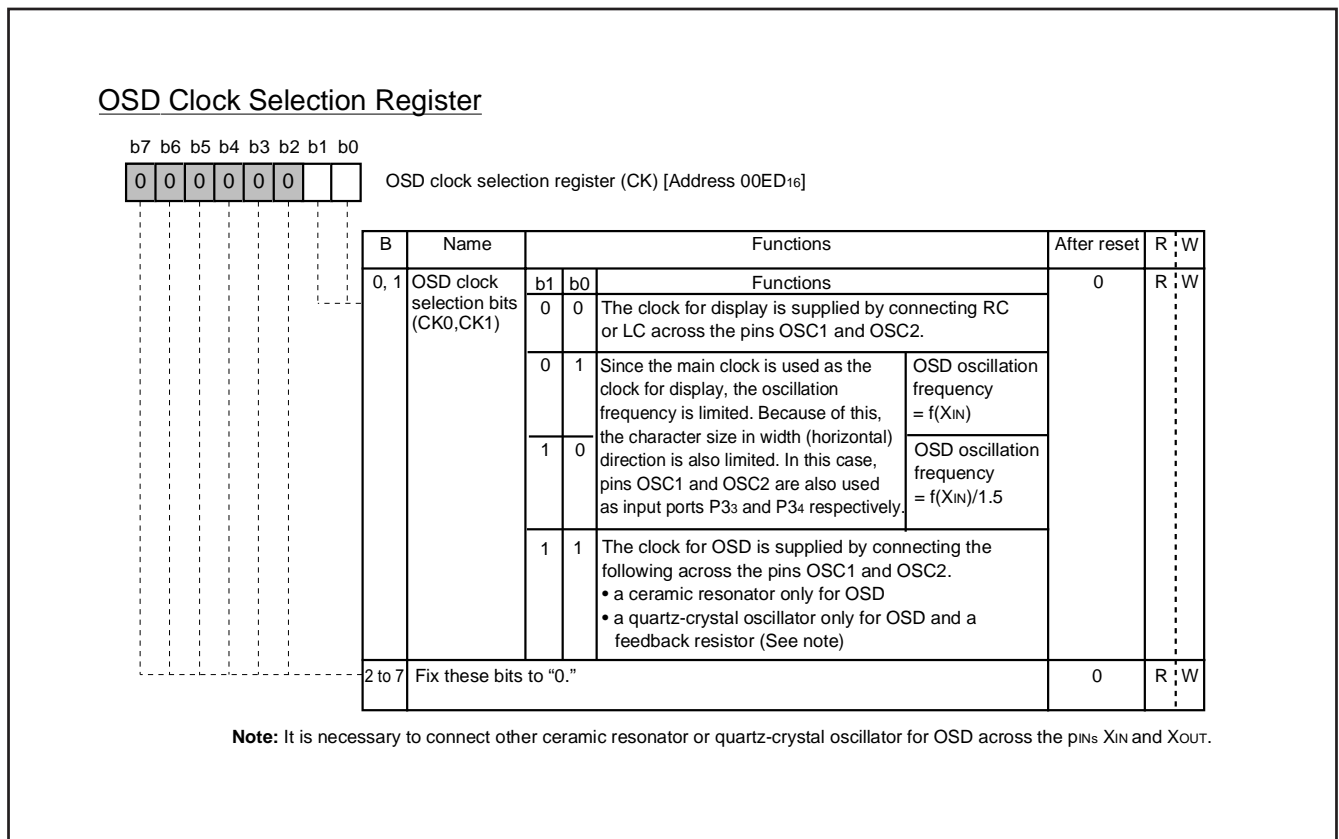 OSD Clock Selection Register
b7 b6 b5 b4 b3 b2 b1 b0
0 0 0 0 0 0
OSD clock selection register (CK) [Address 00ED16]
B Name Functions After reset R W
0, 1 OSD clock selection bits (CK0,CK1) 0 R W
b1 b0 Functions
0 0 The clock for display is supplied by connecting RC
or LC across the pins OSC1 and OSC2.
0 1 Since the main clock is used as the
clock for display, the oscillation
frequency is limited. Because of this,
the character size in width (horizontal)
1 0 direction is also limited. In this case,
pins OSC1 and OSC2 are also used
as input ports P33 and P34 respectively.
OSD oscillation
frequency
= f(XIN)
OSD oscillation
frequency
= f(XIN)/1.5
1 1 The clock for OSD is supplied by connecting the
following across the pins OSC1 and OSC2.
• a ceramic resonator only for OSD
• a quartz-crystal oscillator only for OSD and a
feedback resistor (See note)
2 to 7 Fix these bits to “0.” 0 R W
Note: It is necessary to connect other ceramic resonator or quartz-crystal oscillator for OSD across the pINs XIN and XOUT.